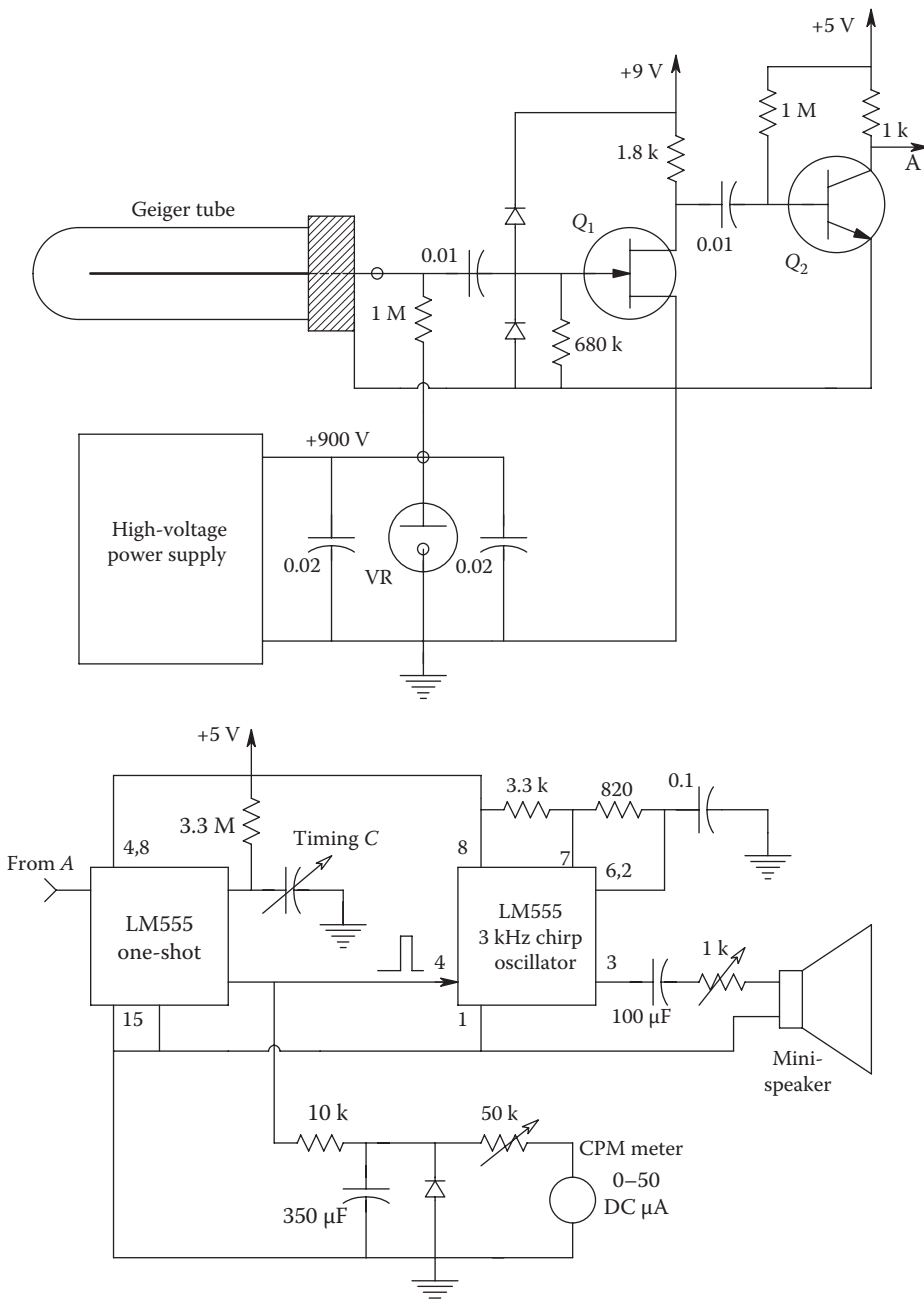 +5 V
+9 V
1 M
1 k
1.8 k
A
Geiger tube
Q1
0.01
0.01
Q2
1 M
680 k
+900 V
High-voltage
power supply
0.02
VR
0.02
+5 V
3.3 k
820
0.1
3.3 M
Timing C
4,8
8
7
From A
6,2
LM555
one-shot
LM555
3 kHz chirp
oscillator
4
3
1 k
15
1
100 µF
Mini-
speaker
10 k
50 k
CPM meter
0–50
DC µA
350 µF